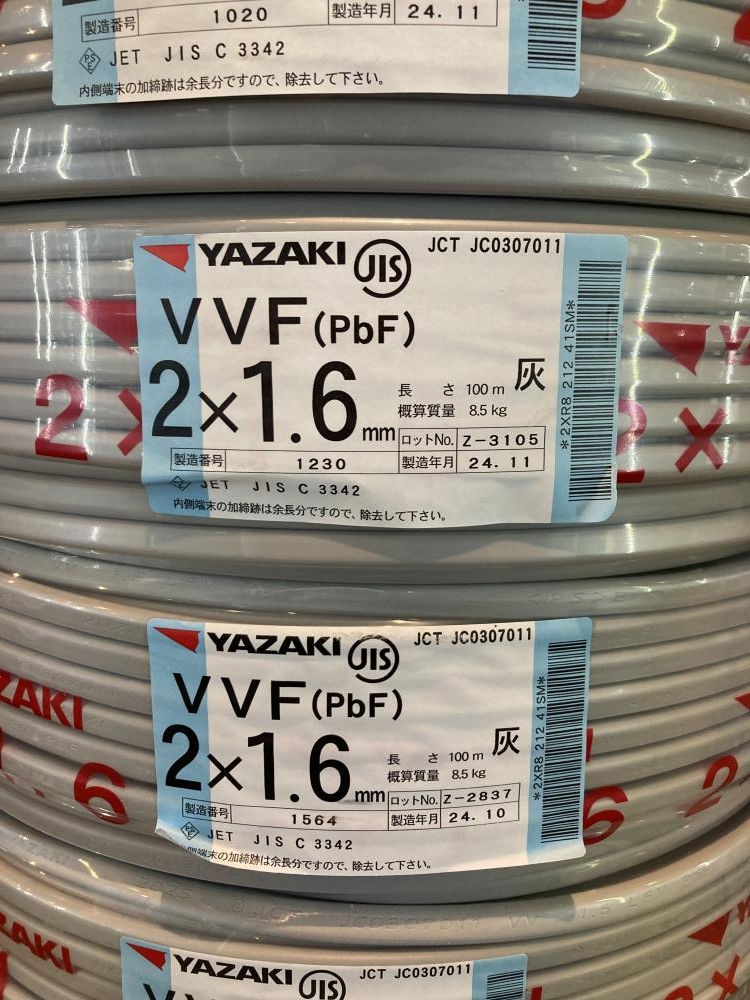 製造番号 1020 製造年月 24. 11
PSE JET JIS C 3342
内側端末の加締跡は余長分ですので、除去して下さい。
YAZAKI JIS JCT JC0307011
VVF(PbF)
2×1.6mm
灰
長 さ 100m
概算質量 8.5kg
ロットNo. Z-3105
製造番号 1230 製造年月 24. 11
JET JIS C 3342
内側端末の加締跡は余長分ですので、除去して下さい。
*2XR8 212 41SM*
2×
2×
YAZAKI JIS JCT JC0307011
VVF(PbF)
2×1.6mm
灰
長 さ 100m
概算質量 8.5kg
ロットNo. Z-2837
製造番号 1564 製造年月 24. 10
PSE JET JIS C 3342
内側端末の加締跡は余長分ですので、除去して下さい。
*2XR8 212 41SM*
ZAKI
. 6
6
2.
YAZAKI JIS JCT JC0307011
AZAKI